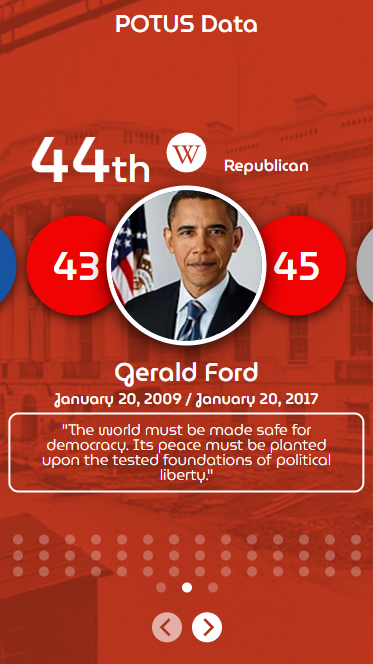 POTUS Data
44th
W
Republican
43
45
Gerald Ford
January 20, 2009 / January 20, 2017
"The world must be made safe for
democracy. Its peace must be planted
upon the tested foundations of political
liberty."